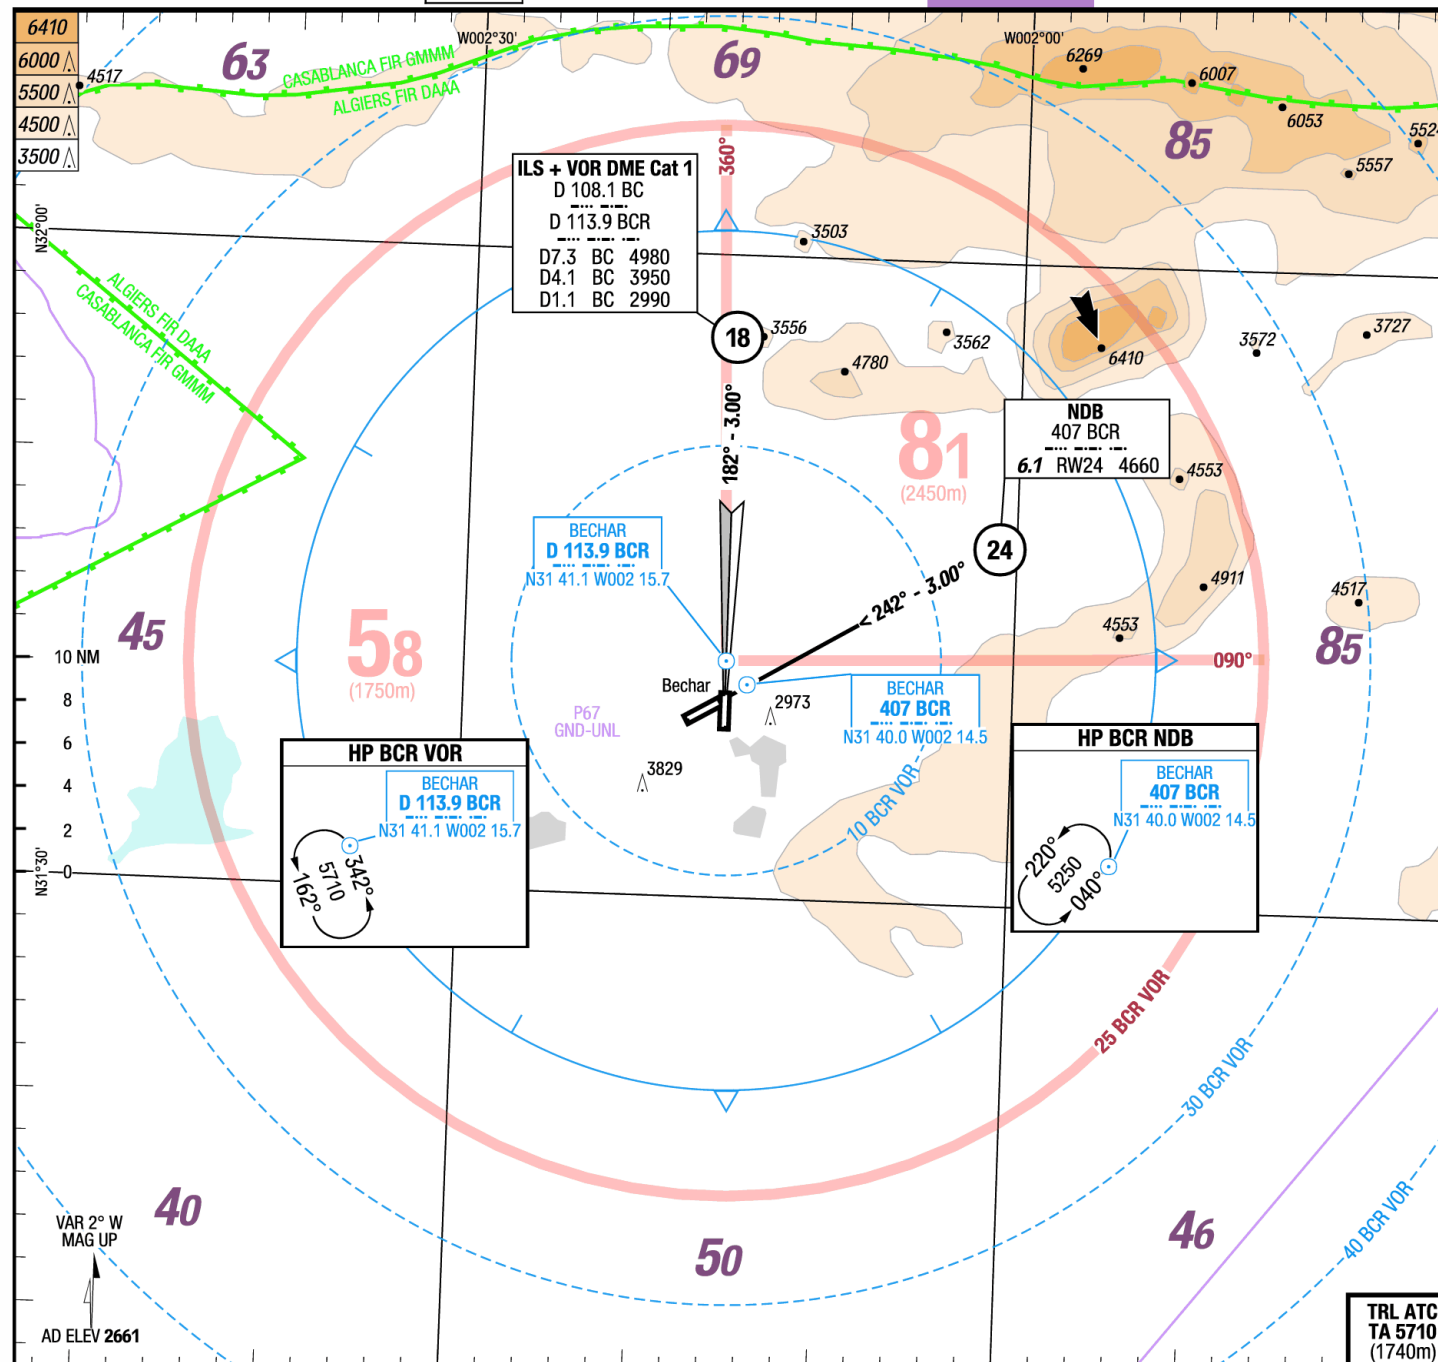 6410
6000
5500
4500
3500
4517
63
W002°30'
CASABLANCA FIR GMMM
ALGIERS FIR DAAA
69
W002°00'
6269
6007
6053
85
5524
5557
360°
ILS + VOR DME Cat 1
D 108.1 BC
D 113.9 BCR
D7.3 BC 4980
D4.1 BC 3950
D1.1 BC 2990
N32°00'
3503
ALGIERS FIR DAAA
CASABLANCA FIR GMMM
18
3556
3562
4780
6410
3572
3727
182° - 3.00°
81
(2450m)
NDB
407 BCR
6.1 RW24 4660
4553
BECHAR
D 113.9 BCR
N31 41.1 W002 15.7
24
< 242° - 3.00°
4911
4517
4553
45
58
(1750m)
85
090°
10 NM
8
6
4
2
0
Bechar
P67
GND-UNL
2973
BECHAR
407 BCR
N31 40.0 W002 14.5
3829
10 BCR VOR
HP BCR VOR
BECHAR
D 113.9 BCR
N31 41.1 W002 15.7
342°
5710
162°
HP BCR NDB
BECHAR
407 BCR
N31 40.0 W002 14.5
220°
5250
040°
N31°30'
25 BCR VOR
30 BCR VOR
40 BCR VOR
40
50
46
VAR 2° W
MAG UP
AD ELEV 2661
TRL ATC
TA 5710
(1740m)